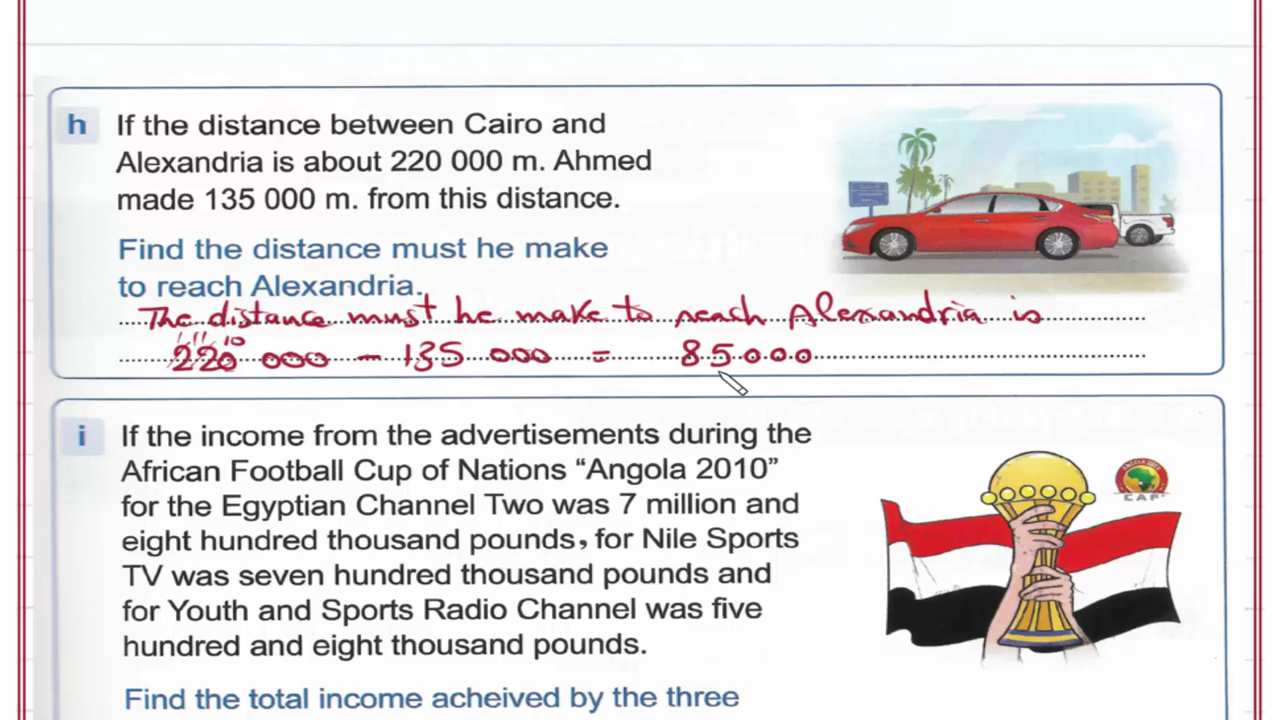 h If the distance between Cairo and
Alexandria is about 220 000 m. Ahmed
made 135 000 m. from this distance.
Find the distance must he make
to reach Alexandria.
The distance must he make to reach Alexandria is
1 11 10
220 000 - 135 000 = 85000
i If the income from the advertisements during the
African Football Cup of Nations “Angola 2010”
for the Egyptian Channel Two was 7 million and
eight hundred thousand pounds, for Nile Sports
TV was seven hundred thousand pounds and
for Youth and Sports Radio Channel was five
hundred and eight thousand pounds.
Find the total income acheived by the three
CAF